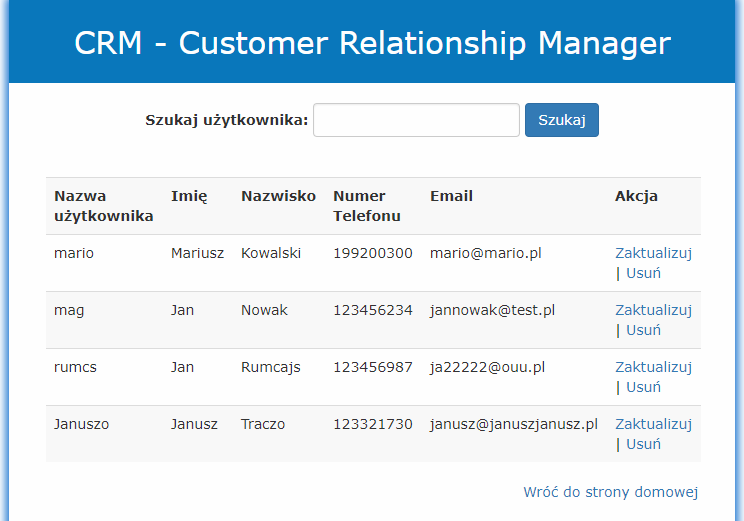 CRM - Customer Relationship Manager
Szukaj użytkownika: Szukaj
Nazwa użytkownika Imię Nazwisko Numer Telefonu Email Akcja
mario Mariusz Kowalski 199200300 mario@mario.pl Zaktualizuj | Usuń
mag Jan Nowak 123456234 jannowak@test.pl Zaktualizuj | Usuń
rumcs Jan Rumcajs 123456987 ja22222@ouu.pl Zaktualizuj | Usuń
Januszo Janusz Traczo 123321730 janusz@januszjanusz.pl Zaktualizuj | Usuń
Wróć do strony domowej